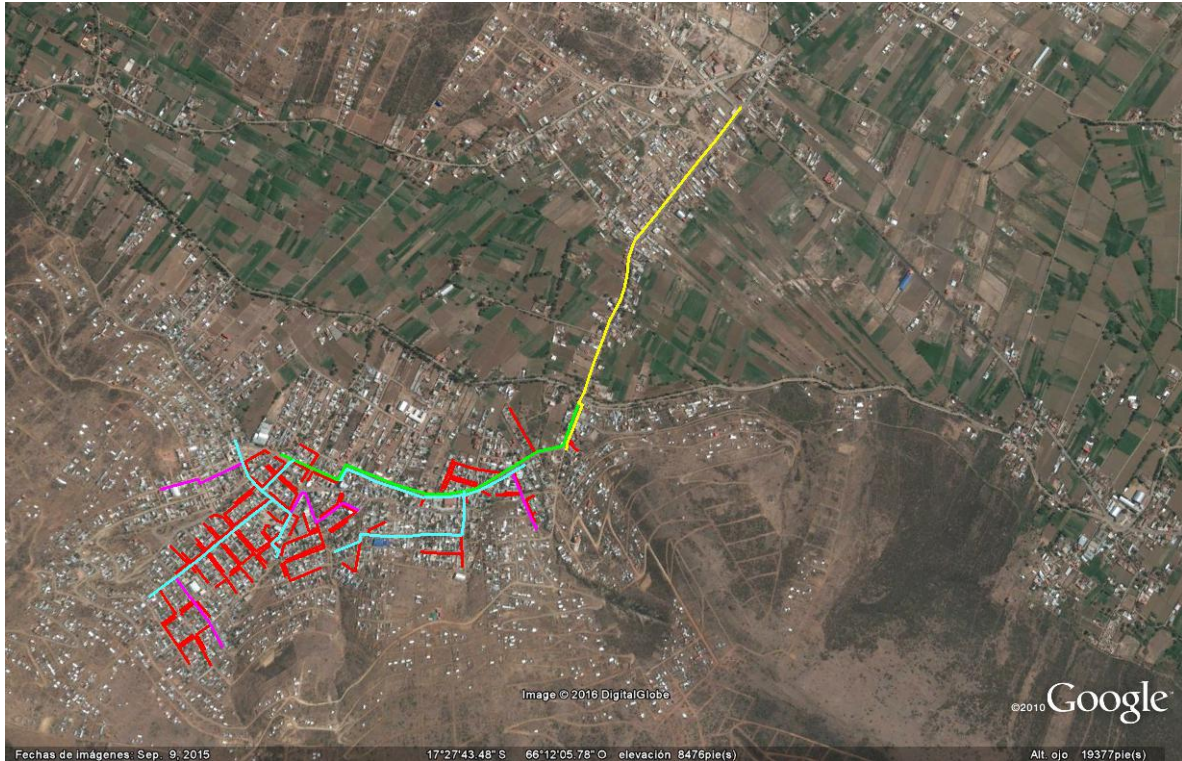 Image © 2016 DigitalGlobe
©2010 Google
Fechas de imágenes: Sep. 9, 2015 17°27'43.48" S 66°12'05.78" O elevación 8476pie(s) Alt. ojo 19377pie(s)